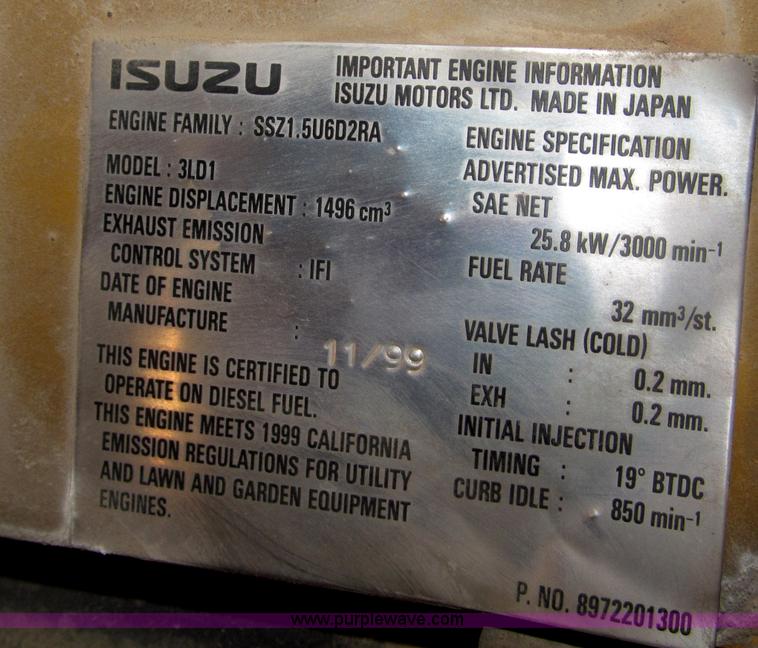 ISUZU
IMPORTANT ENGINE INFORMATION
ISUZU MOTORS LTD. MADE IN JAPAN
ENGINE FAMILY : SSZ1.5U6D2RA
MODEL : 3LD1
ENGINE DISPLACEMENT : 1496 cm³
EXHAUST EMISSION
CONTROL SYSTEM : IFI
DATE OF ENGINE
MANUFACTURE :
11/99
THIS ENGINE IS CERTIFIED TO
OPERATE ON DIESEL FUEL.
THIS ENGINE MEETS 1999 CALIFORNIA
EMISSION REGULATIONS FOR UTILITY
AND LAWN AND GARDEN EQUIPMENT
ENGINES.
ENGINE SPECIFICATION
ADVERTISED MAX. POWER.
SAE NET
25.8 kW/3000 min⁻¹
FUEL RATE
32 mm³/st.
VALVE LASH (COLD)
IN : 0.2 mm.
EXH : 0.2 mm.
INITIAL INJECTION
TIMING : 19° BTDC
CURB IDLE : 850 min⁻¹
P. NO. 8972201300
www.purplewave.com